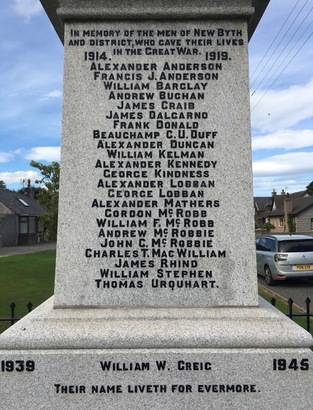 IN MEMORY OF THE MEN OF NEW BYTH
AND DISTRICT, WHO GAVE THEIR LIVES
IN THE GREAT WAR.
1914. 1919.
ALEXANDER ANDERSON
FRANCIS J. ANDERSON
WILLIAM BARCLAY
ANDREW BUCHAN
JAMES CRAIB
JAMES DALGARNO
FRANK DONALD
BEAUCHAMP C.U. DUFF
ALEXANDER DUNCAN
WILLIAM KELMAN
ALEXANDER KENNEDY
GEORGE KINDNESS
ALEXANDER LOBBAN
GEORGE LOBBAN
ALEXANDER MATHERS
GORDON McROBB
WILLIAM F. McROBB
ANDREW McROBBIE
JOHN C. McROBBIE
CHARLES T. MACWILLIAM
JAMES RHIND
WILLIAM STEPHEN
THOMAS URQUHART.
1939 WILLIAM W. GREIG 1945
THEIR NAME LIVETH FOR EVERMORE.